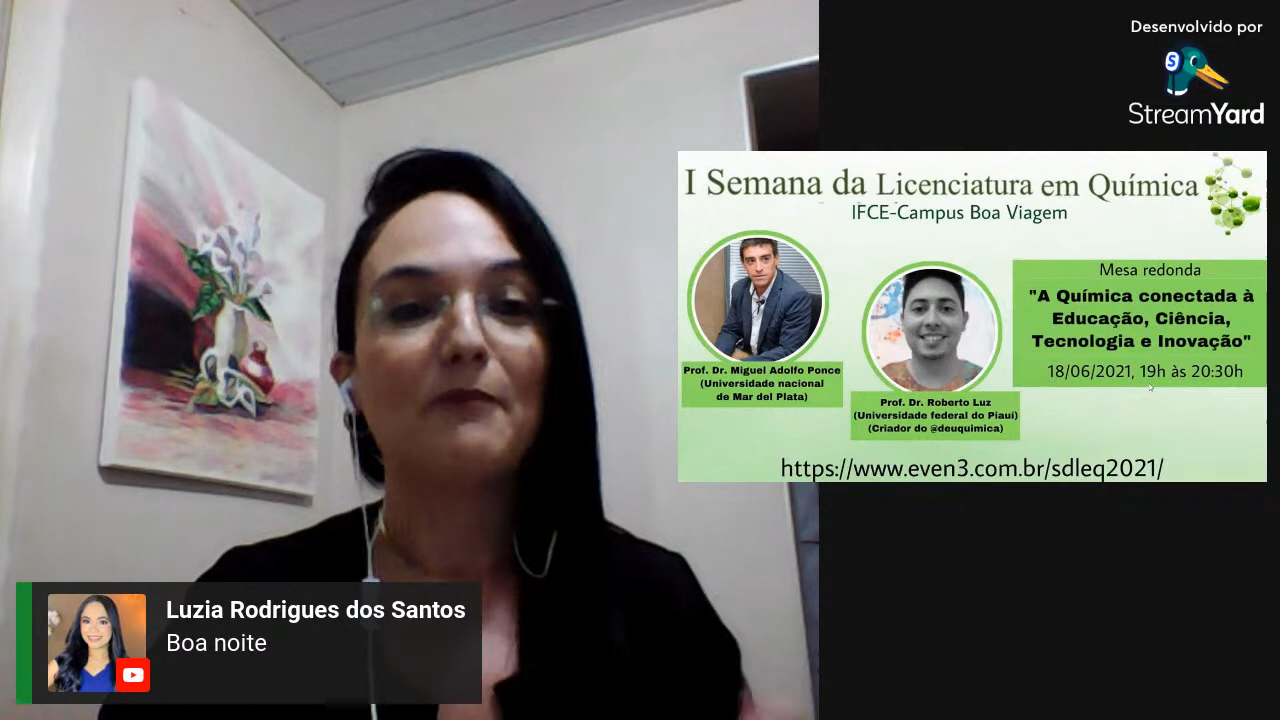 Desenvolvido por
StreamYard
I Semana da Licenciatura em Química
IFCE-Campus Boa Viagem
Mesa redonda
"A Química conectada à
Educação, Ciência,
Tecnologia e Inovação"
18/06/2021, 19h às 20:30h
Prof. Dr. Miguel Adolfo Ponce
(Universidade nacional
de Mar del Plata)
Prof. Dr. Roberto Luz
(Universidade federal do Piauí)
(Criador do @deuquimica)
https://www.even3.com.br/sdleq2021/
Luzia Rodrigues dos Santos
Boa noite